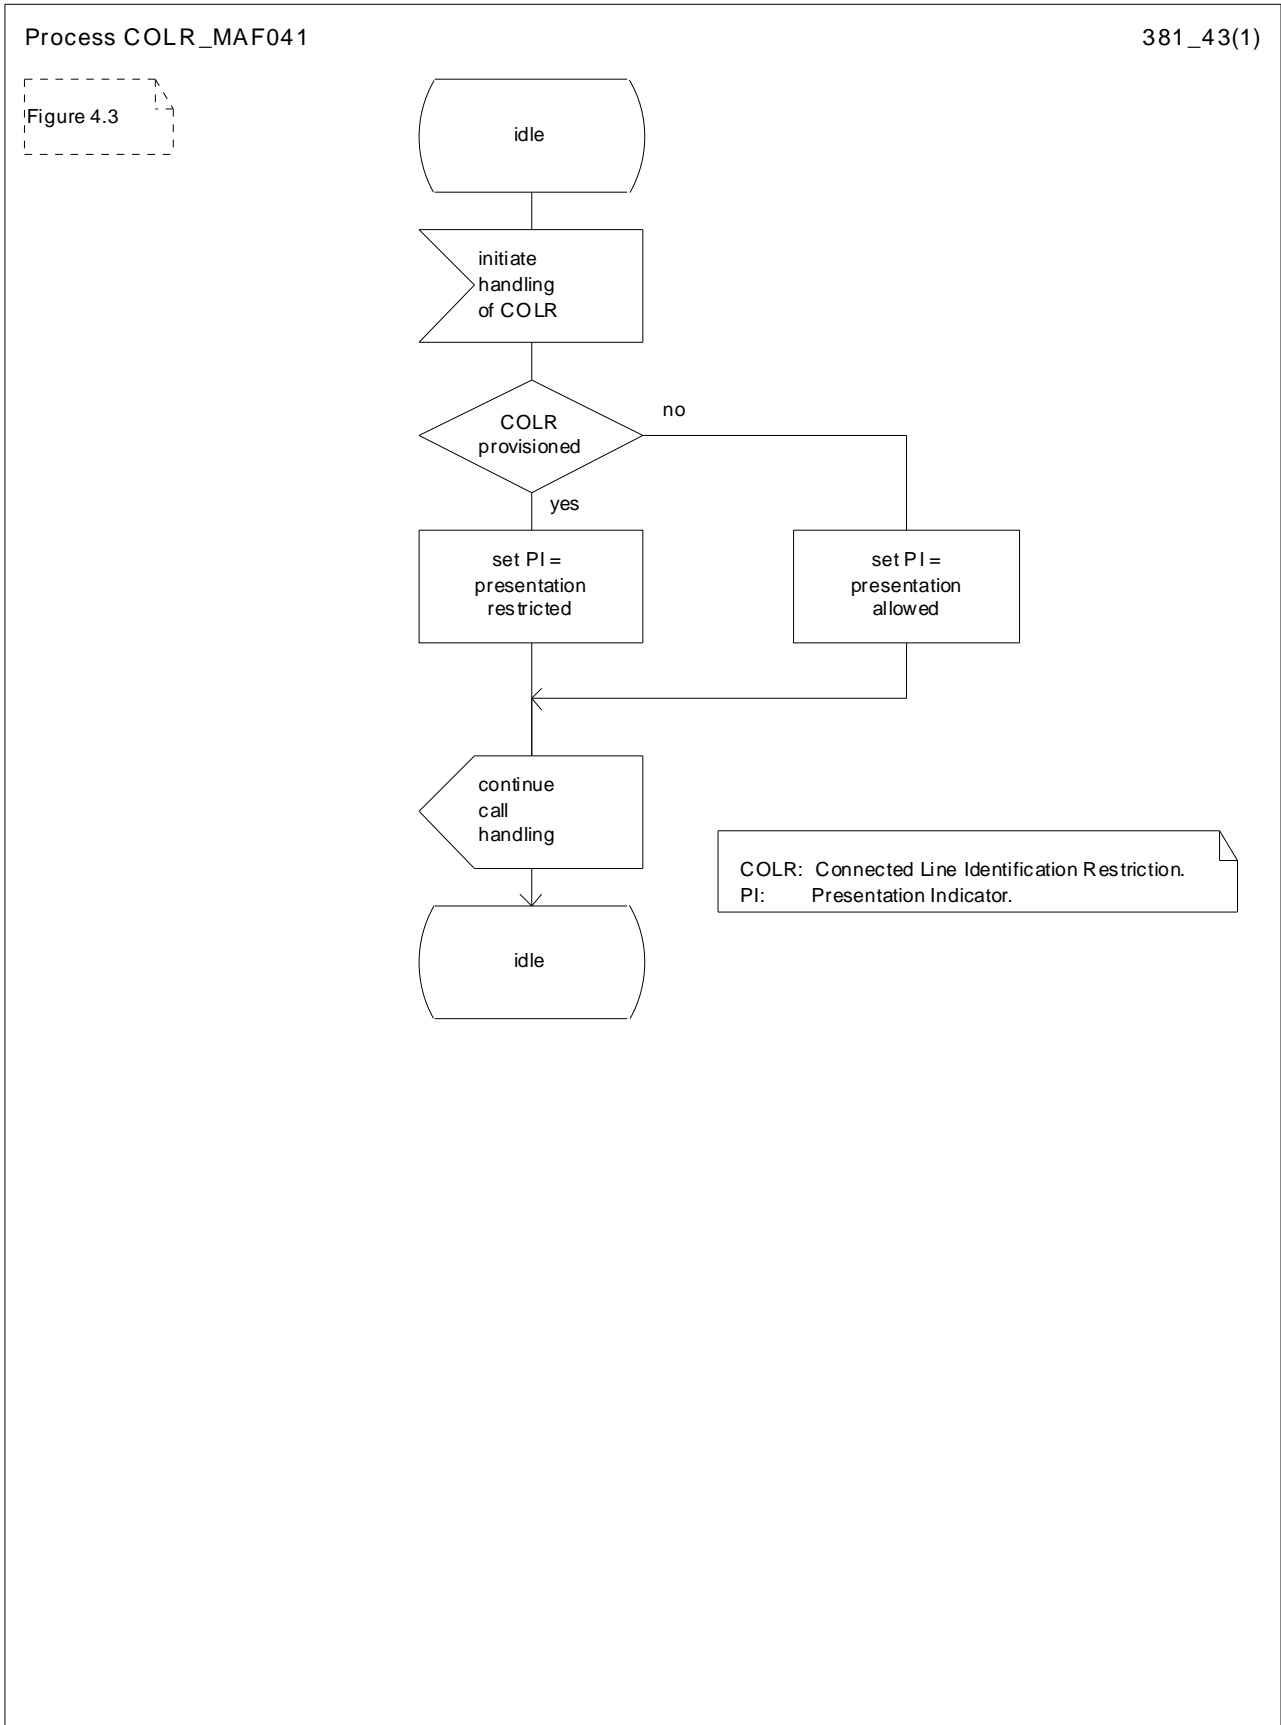 Process COLR_MAF041
381_43(1)
Figure 4.3
idle
initiate
handling
of COLR
COLR
provisioned
no
yes
set PI =
presentation
restricted
set PI =
presentation
allowed
continue
call
handling
COLR: Connected Line Identification Restriction.
PI: Presentation Indicator.
idle